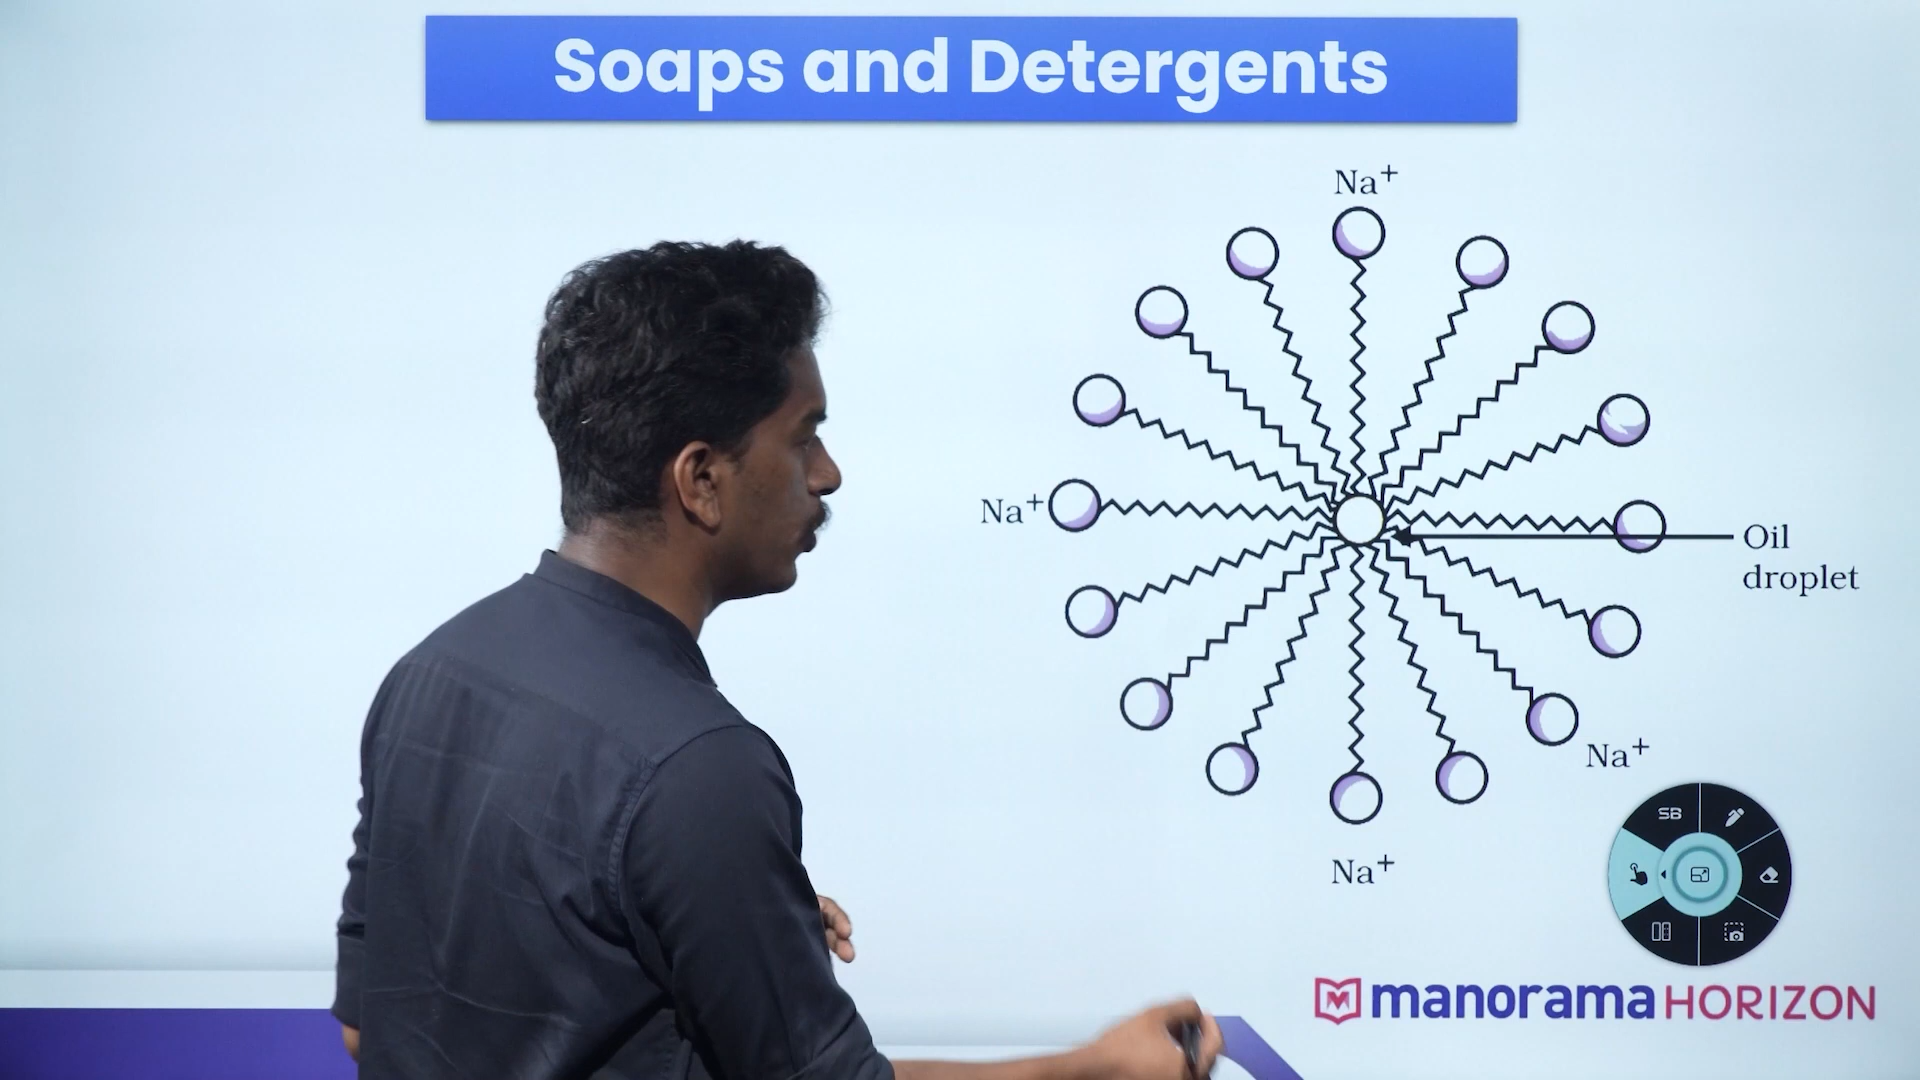 Soaps and Detergents
Na⁺
Na⁺
Oil
droplet
Na⁺
Na⁺
SB
manorama HORIZON